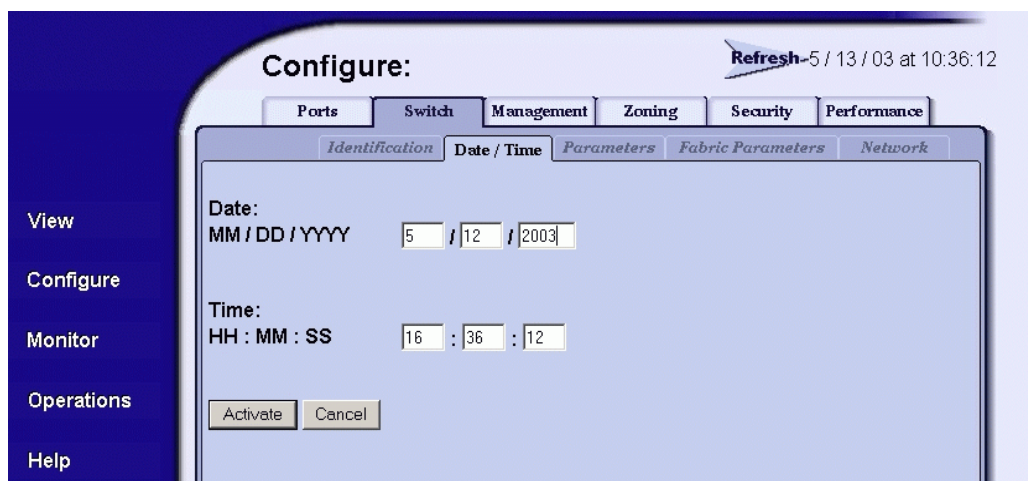 Configure:
Refresh-5 / 13 / 03 at 10:36:12
Ports Switch Management Zoning Security Performance
Identification Date / Time Parameters Fabric Parameters Network
View
Configure
Monitor
Operations
Help
Date:
MM / DD / YYYY 5 / 12 / 2003
Time:
HH : MM : SS 16 : 36 : 12
Activate Cancel